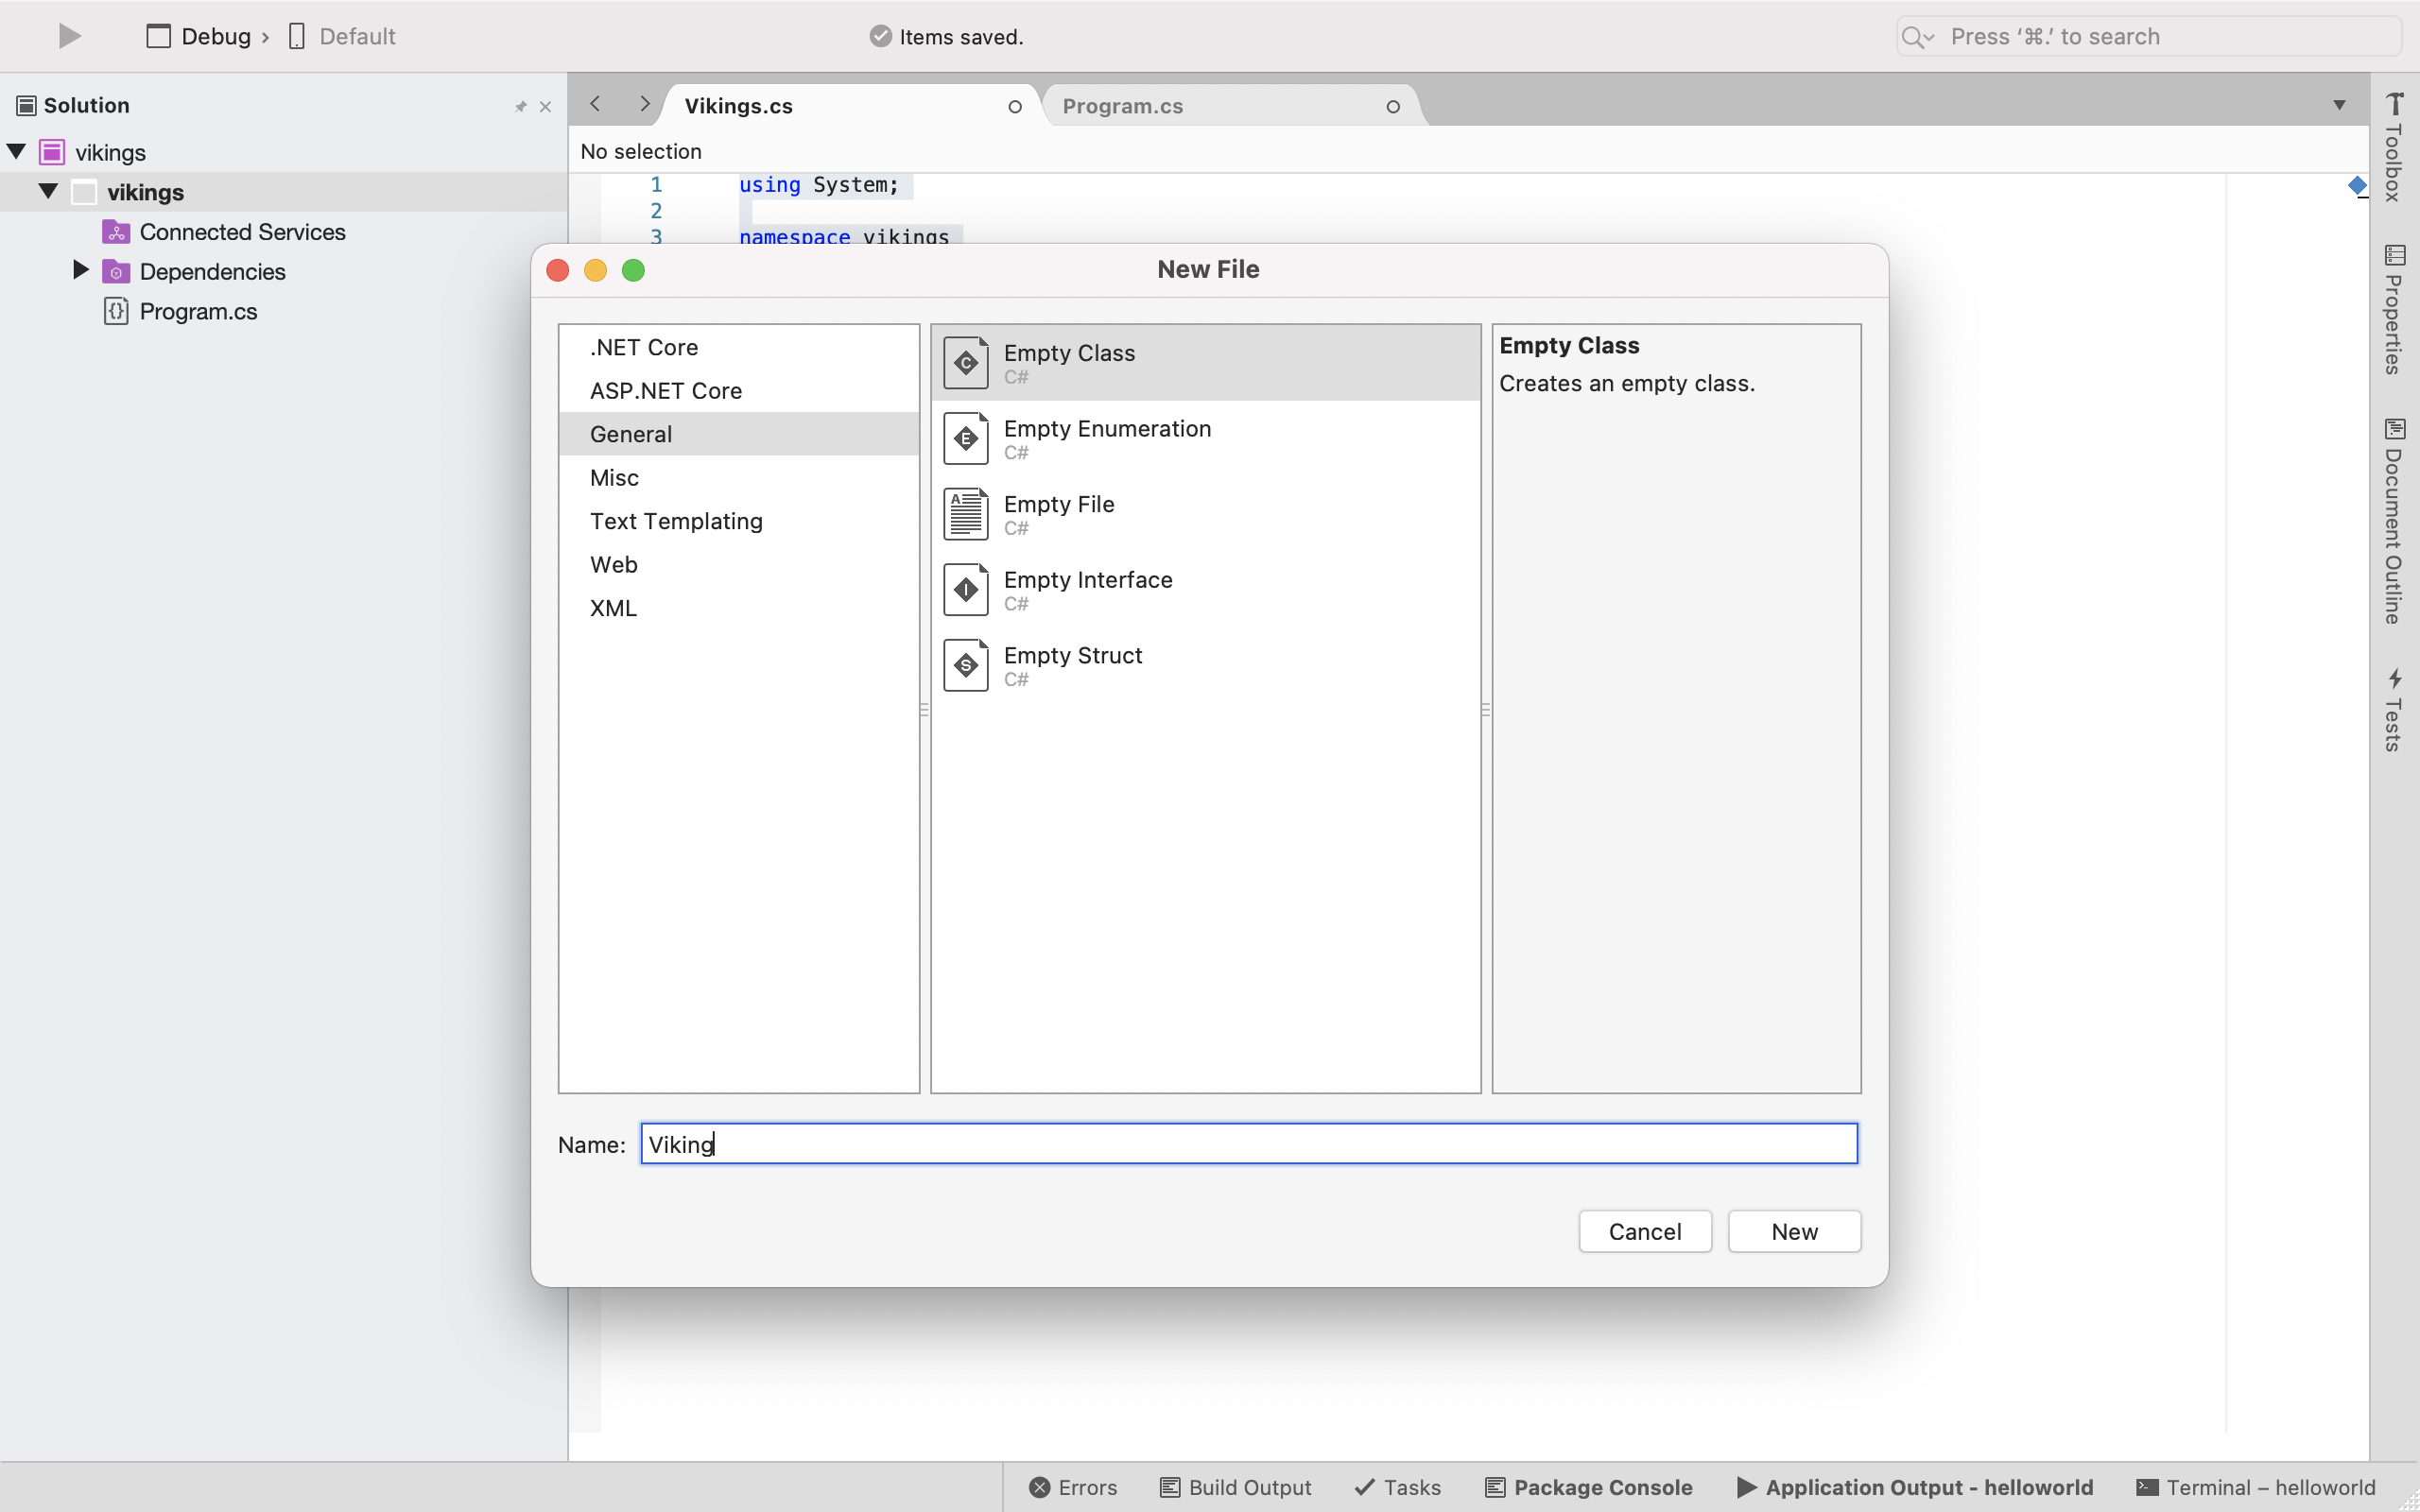 Debug › Default
Items saved.
Press ‘⌘.’ to search
Solution
vikings
vikings
Connected Services
Dependencies
Program.cs
Vikings.cs
Program.cs
No selection
1 using System;
2
3 namespace vikings
New File
.NET Core
ASP.NET Core
General
Misc
Text Templating
Web
XML
Empty Class
C#
Empty Enumeration
C#
Empty File
C#
Empty Interface
C#
Empty Struct
C#
Empty Class
Creates an empty class.
Name: Viking
Cancel
New
Toolbox
Properties
Document Outline
Tests
Errors
Build Output
Tasks
Package Console
Application Output - helloworld
Terminal – helloworld